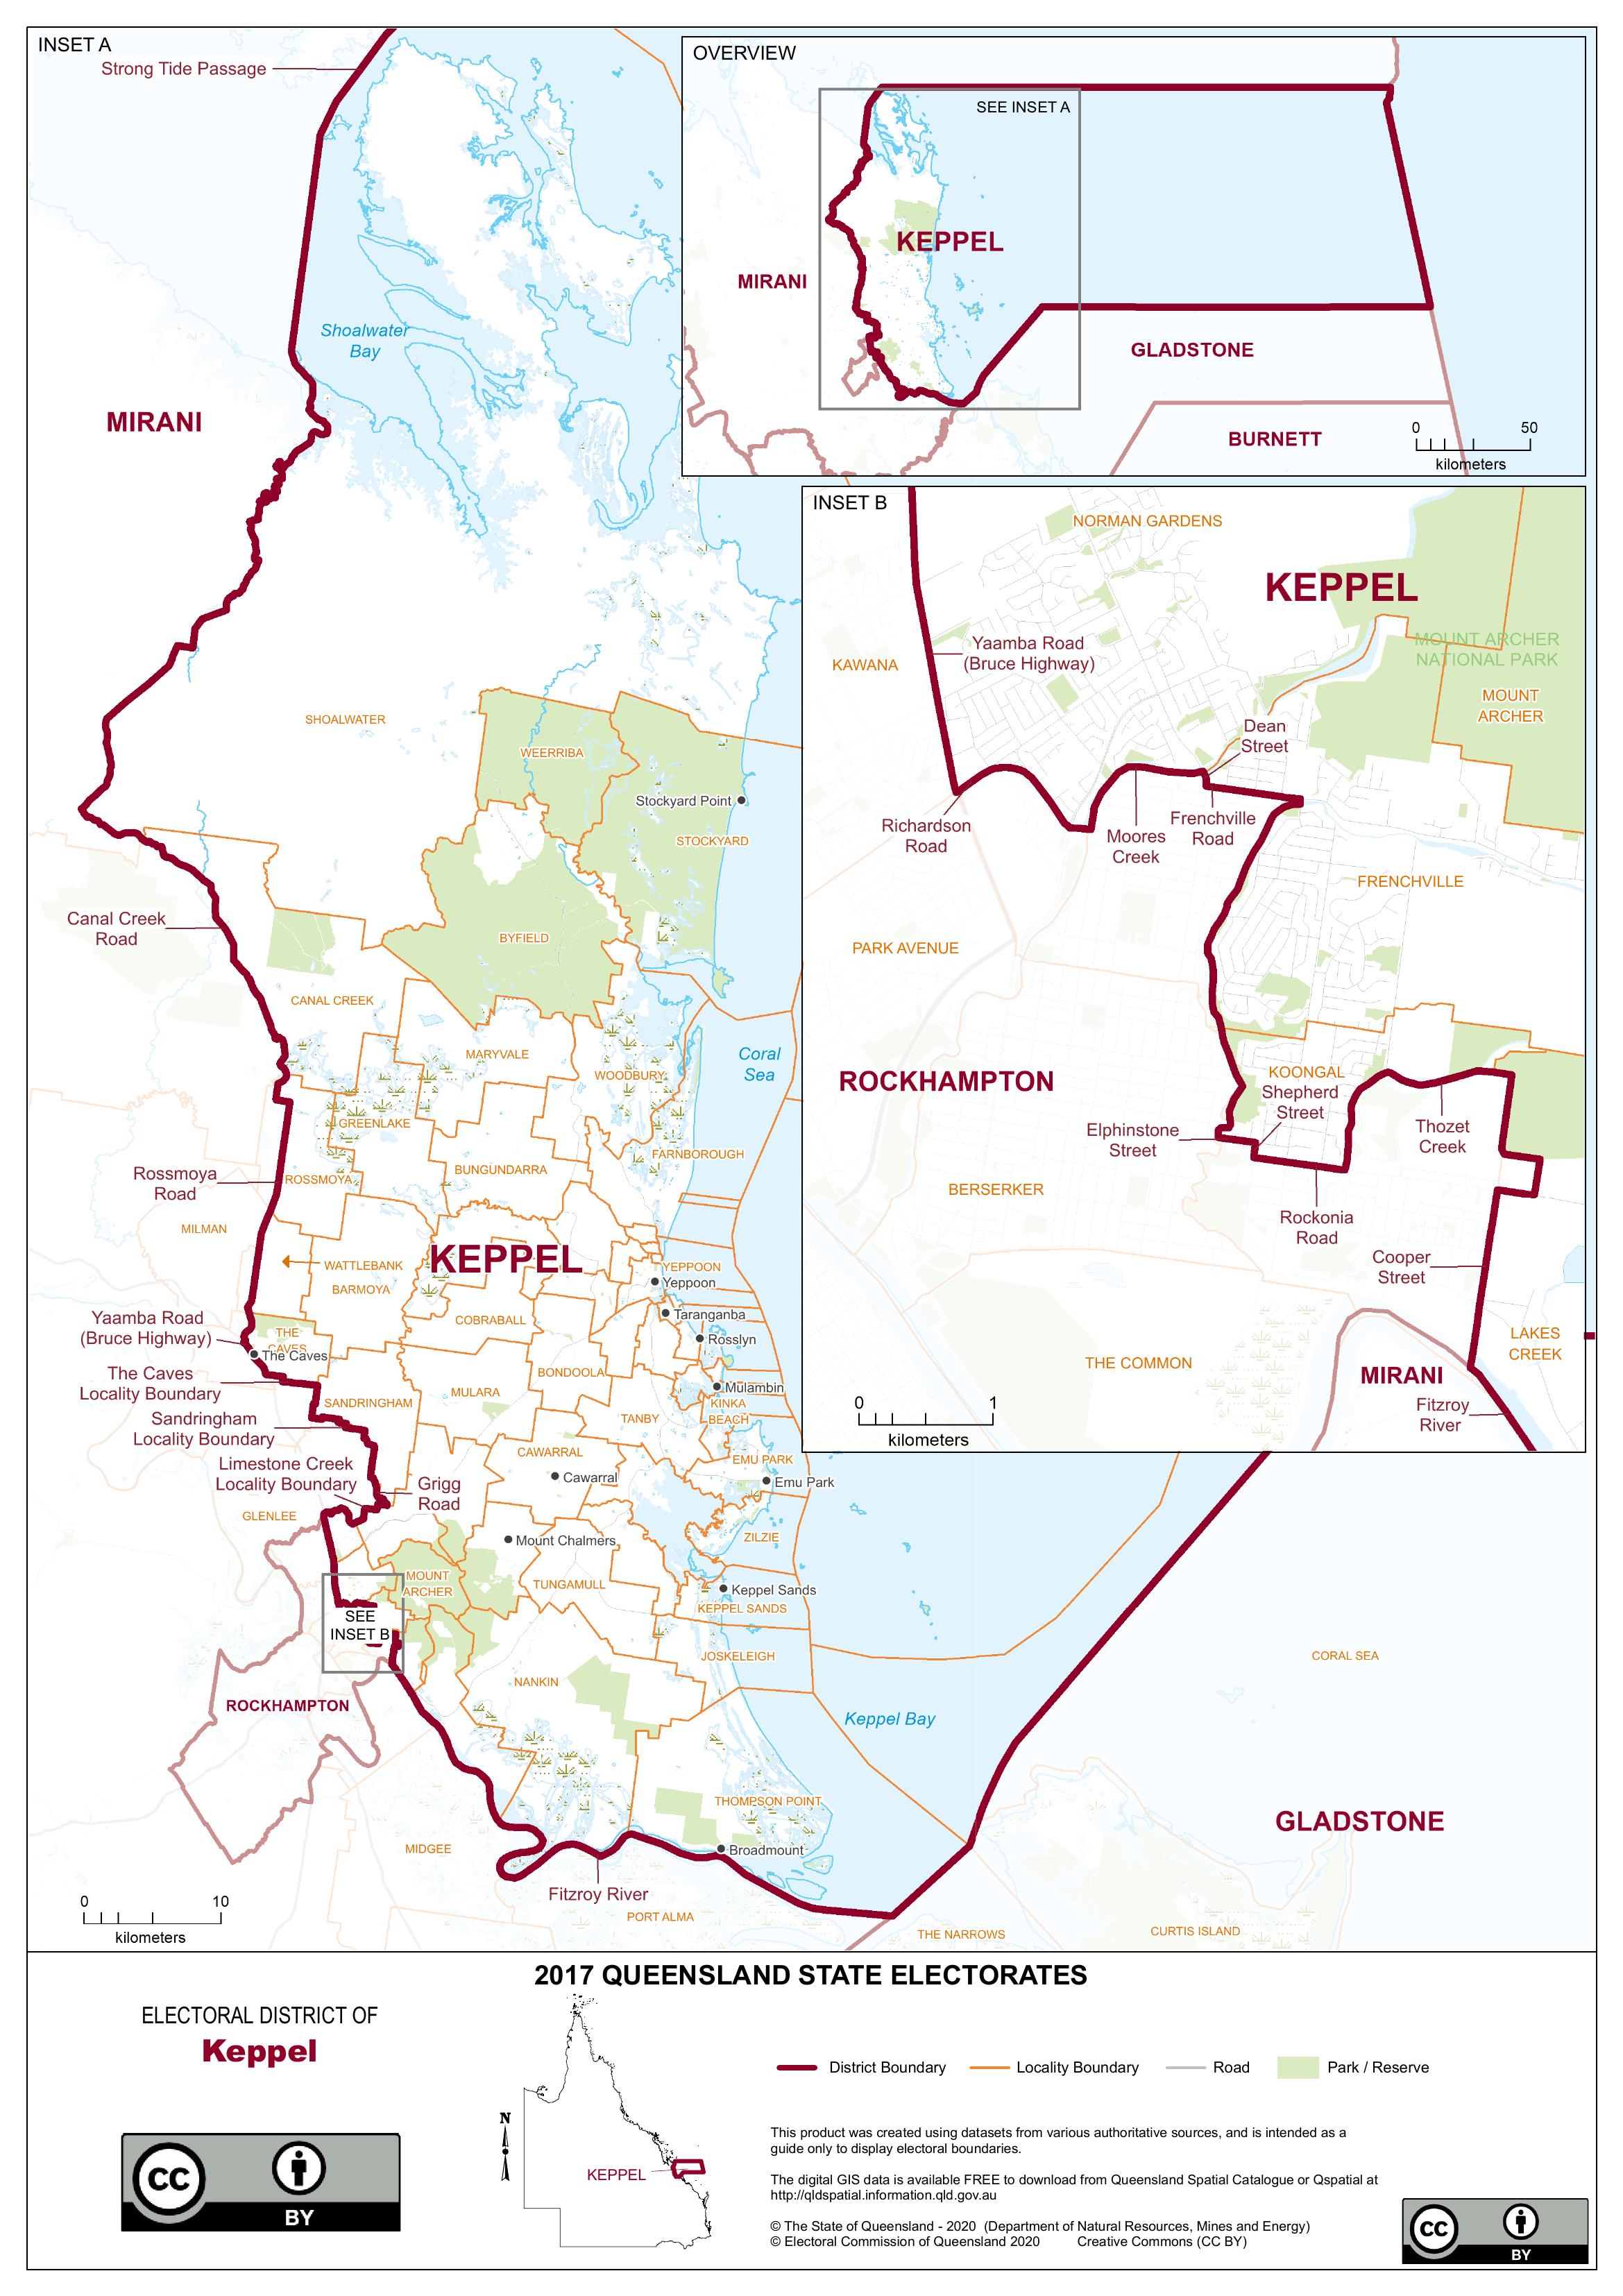 INSET A
Strong Tide Passage
Shoalwater
Bay
MIRANI
SHOALWATER
WEERRIBA
Stockyard Point
STOCKYARD
Canal Creek
Road
BYFIELD
CANAL CREEK
MARYVALE
WOODBURY
Coral
Sea
GREENLAKE
FARNBOROUGH
BUNGUNDARRA
Rossmoya
Road
ROSSMOYA
MILMAN
KEPPEL
WATTLEBANK
YEPPOON
Yeppoon
BARMOYA
Taranganba
COBRABALL
Yaamba Road
(Bruce Highway)
THE
CAVES
The Caves
Rosslyn
The Caves
Locality Boundary
BONDOOLA
Mulambin
MULARA
SANDRINGHAM
KINKA
BEACH
TANBY
Sandringham
Locality Boundary
CAWARRAL
EMU PARK
Limestone Creek
Locality Boundary
Cawarral
Emu Park
Grigg
Road
GLENLEE
Mount Chalmers
ZILZIE
MOUNT
ARCHER
TUNGAMULL
Keppel Sands
KEPPEL SANDS
SEE
INSET B
JOSKELEIGH
CORAL SEA
NANKIN
ROCKHAMPTON
Keppel Bay
THOMPSON POINT
GLADSTONE
MIDGEE
Broadmount
Fitzroy River
PORT ALMA
THE NARROWS
CURTIS ISLAND
0 10
kilometers
OVERVIEW
SEE INSET A
KEPPEL
MIRANI
GLADSTONE
BURNETT
0 50
kilometers
INSET B
NORMAN GARDENS
KEPPEL
Yaamba Road
(Bruce Highway)
KAWANA
MOUNT ARCHER
NATIONAL PARK
MOUNT
ARCHER
Dean
Street
Richardson
Road
Moores
Creek
Frenchville
Road
FRENCHVILLE
PARK AVENUE
KOONGAL
Shepherd
Street
ROCKHAMPTON
Elphinstone
Street
Thozet
Creek
BERSERKER
Rockonia
Road
Cooper
Street
LAKES
CREEK
THE COMMON
MIRANI
Fitzroy
River
0 1
kilometers
2017 QUEENSLAND STATE ELECTORATES
ELECTORAL DISTRICT OF
Keppel
N
KEPPEL
District Boundary
Locality Boundary
Road
Park / Reserve
This product was created using datasets from various authoritative sources, and is intended as a
guide only to display electoral boundaries.
The digital GIS data is available FREE to download from Queensland Spatial Catalogue or Qspatial at
http://qldspatial.information.qld.gov.au
© The State of Queensland - 2020 (Department of Natural Resources, Mines and Energy)
© Electoral Commission of Queensland 2020 Creative Commons (CC BY)
CC
BY
CC
BY